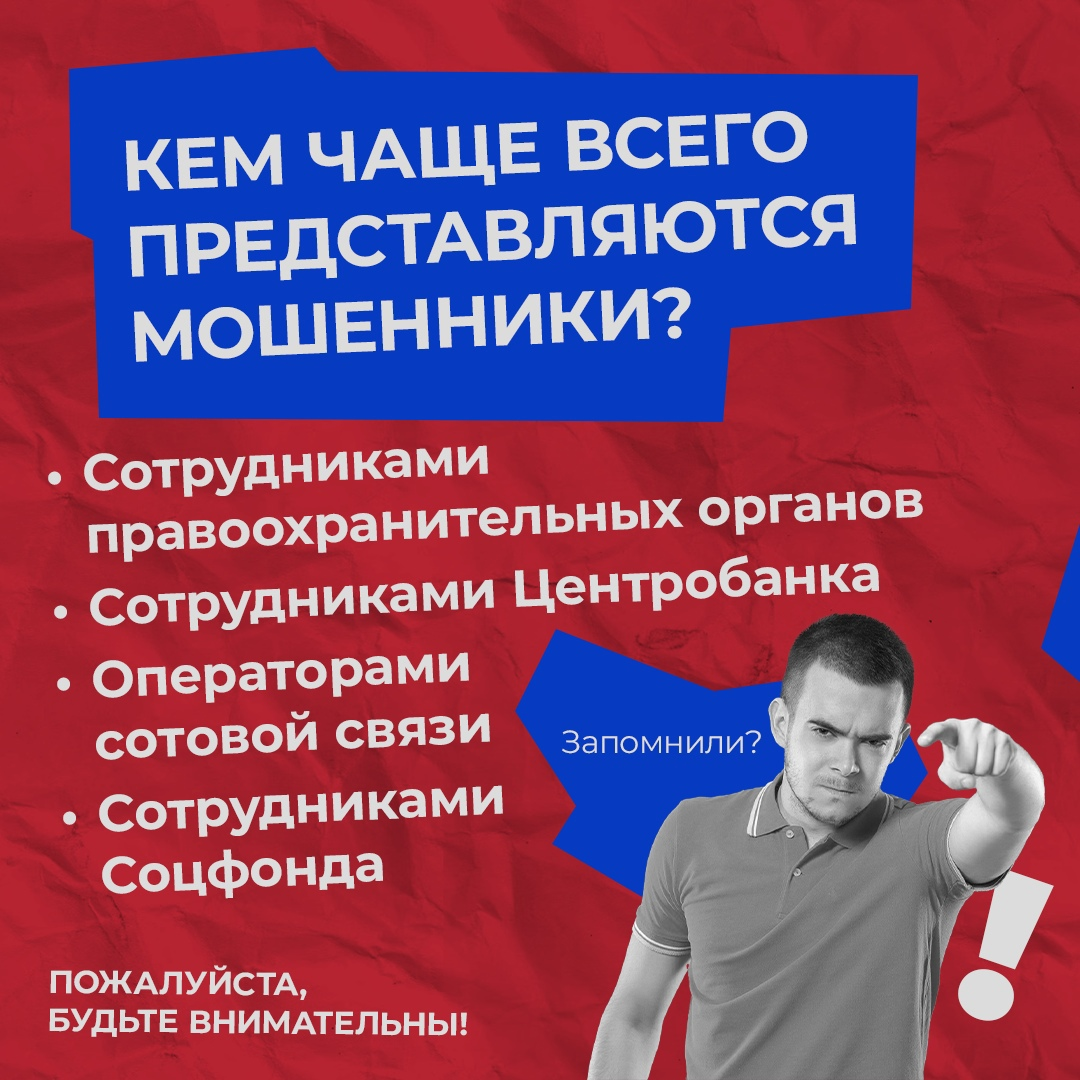 КЕМ ЧАЩЕ ВСЕГО
ПРЕДСТАВЛЯЮТСЯ
МОШЕННИКИ?
• Сотрудниками
правоохранительных органов
• Сотрудниками Центробанка
• Операторами
сотовой связи
• Сотрудниками
Соцфонда
Запомнили?
!
ПОЖАЛУЙСТА,
БУДЬТЕ ВНИМАТЕЛЬНЫ!